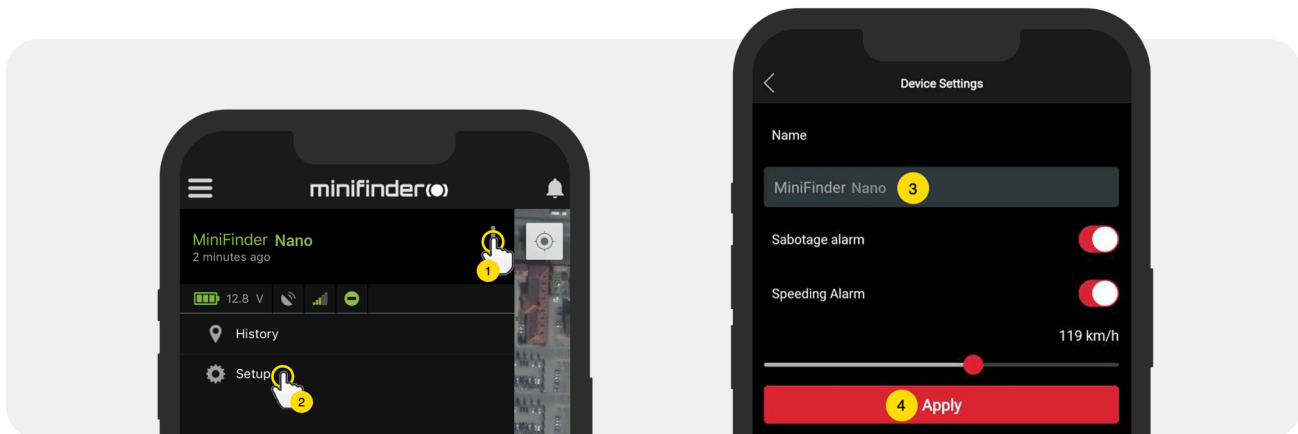 minifinder
MiniFinder Nano
2 minutes ago
1
12.8 V
History
Setup
2
Device Settings
Name
MiniFinder Nano 3
Sabotage alarm
Speeding Alarm
119 km/h
4 Apply